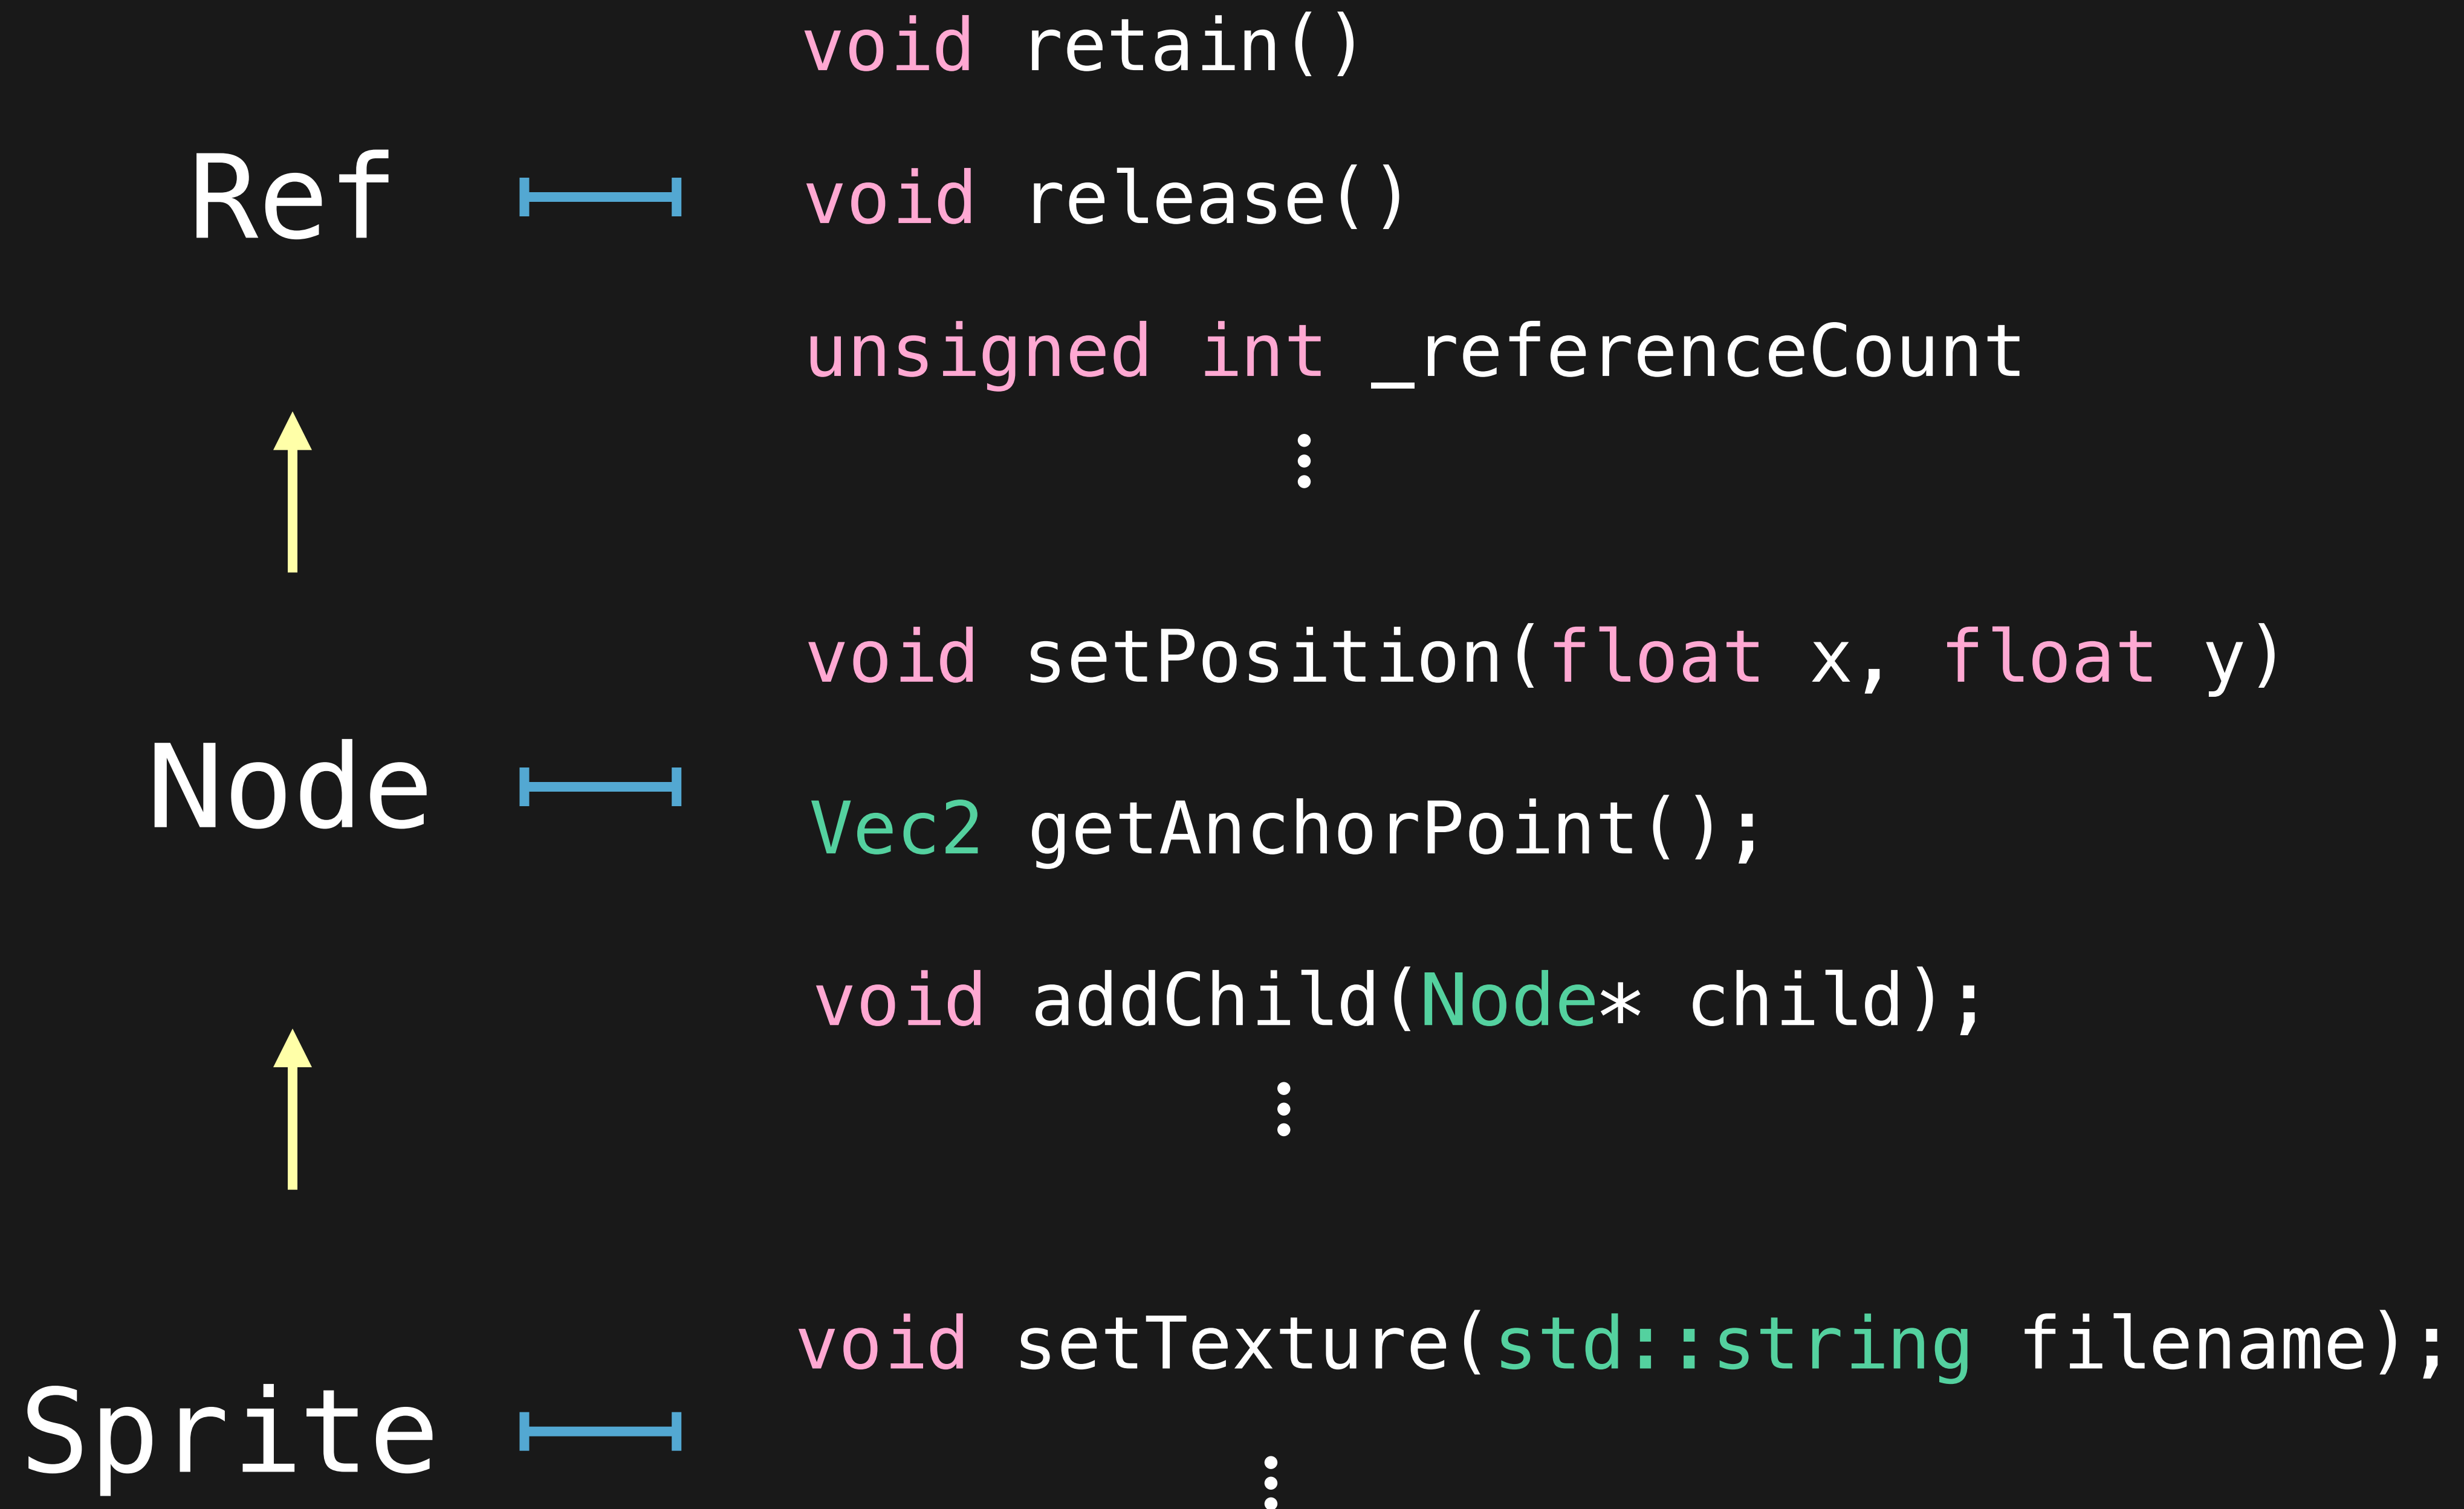 void retain()
Ref
void release()
unsigned int _referenceCount
void setPosition(float x, float y)
Node
Vec2 getAnchorPoint();
void addChild(Node* child);
void setTexture(std::string filename);
Sprite